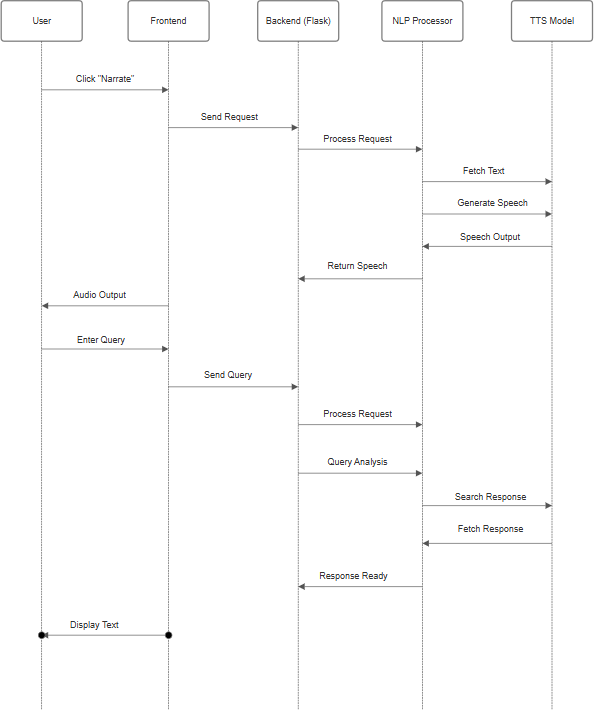 User
Frontend
Backend (Flask)
NLP Processor
TTS Model
Click "Narrate"
Send Request
Process Request
Fetch Text
Generate Speech
Speech Output
Return Speech
Audio Output
Enter Query
Send Query
Process Request
Query Analysis
Search Response
Fetch Response
Response Ready
Display Text